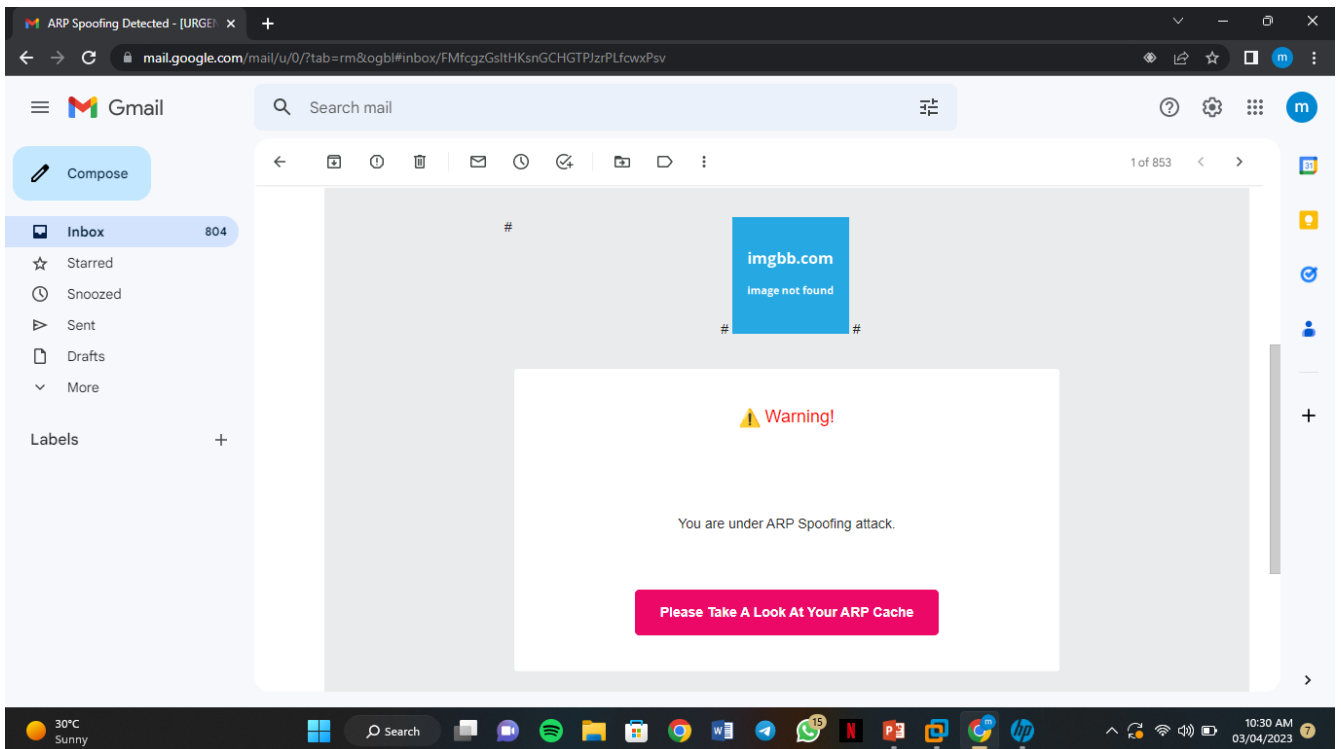 ARP Spoofing Detected - [URGEN
mail.google.com/mail/u/0/?tab=rm&ogbl#inbox/FMfcgzGsltHKsnGCHGTPJzrPLfcwxPsv
m
Gmail
Search mail
m
Compose
1 of 853
31
Inbox 804
Starred
Snoozed
Sent
Drafts
More
Labels
#
imgbb.com
image not found
# #
⚠ Warning!
You are under ARP Spoofing attack.
Please Take A Look At Your ARP Cache
30°C
Sunny
Search
15
10:30 AM
03/04/2023
7